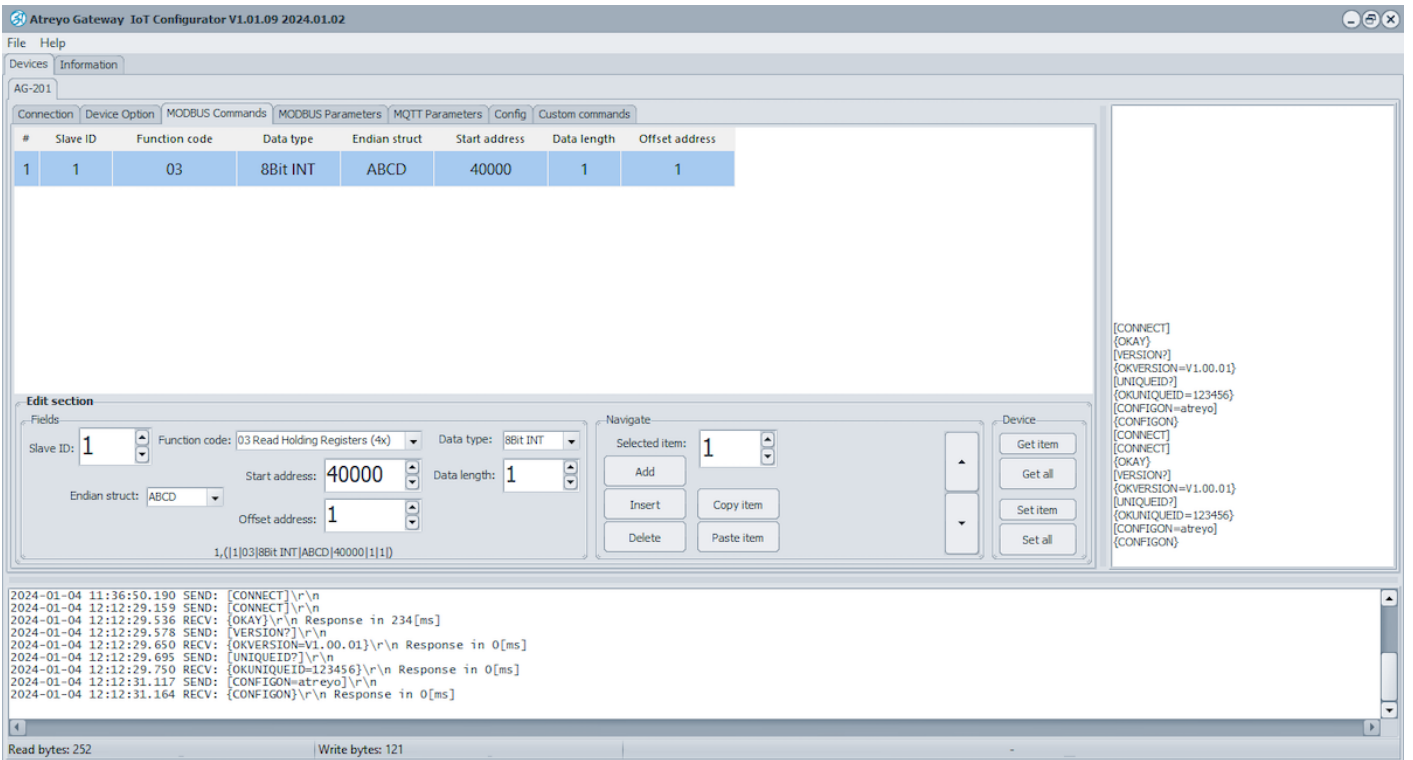 Atreyo Gateway IoT Configurator V1.01.09 2024.01.02
File Help
Devices Information
AG-201
Connection Device Option MODBUS Commands MODBUS Parameters MQTT Parameters Config Custom commands
# Slave ID Function code Data type Endian struct Start address Data length Offset address
1 1 03 8Bit INT ABCD 40000 1 1
[CONNECT]
{OKAY}
[VERSION?]
{OKVERSION=V1.00.01}
[UNIQUEID?]
{OKUNIQUEID=123456}
[CONFIGON=atreyo]
{CONFIGON}
[CONNECT]
[CONNECT]
{OKAY}
[VERSION?]
{OKVERSION=V1.00.01}
[UNIQUEID?]
{OKUNIQUEID=123456}
[CONFIGON=atreyo]
{CONFIGON}
Edit section
Fields
Slave ID: 1 Function code: 03 Read Holding Registers (4x) Data type: 8Bit INT
Start address: 40000 Data length: 1
Endian struct: ABCD
Offset address: 1
1,(|1|03|8Bit INT|ABCD|40000|1|1|)
Navigate
Selected item: 1
Add
Insert Copy item
Delete Paste item
Device
Get item
Get all
Set item
Set all
2024-01-04 11:36:50.190 SEND: [CONNECT]\r\n
2024-01-04 12:12:29.159 SEND: [CONNECT]\r\n
2024-01-04 12:12:29.536 RECV: {OKAY}\r\n Response in 234[ms]
2024-01-04 12:12:29.578 SEND: [VERSION?]\r\n
2024-01-04 12:12:29.650 RECV: {OKVERSION=V1.00.01}\r\n Response in 0[ms]
2024-01-04 12:12:29.695 SEND: [UNIQUEID?]\r\n
2024-01-04 12:12:29.750 RECV: {OKUNIQUEID=123456}\r\n Response in 0[ms]
2024-01-04 12:12:31.117 SEND: [CONFIGON=atreyo]\r\n
2024-01-04 12:12:31.164 RECV: {CONFIGON}\r\n Response in 0[ms]
Read bytes: 252 Write bytes: 121 -